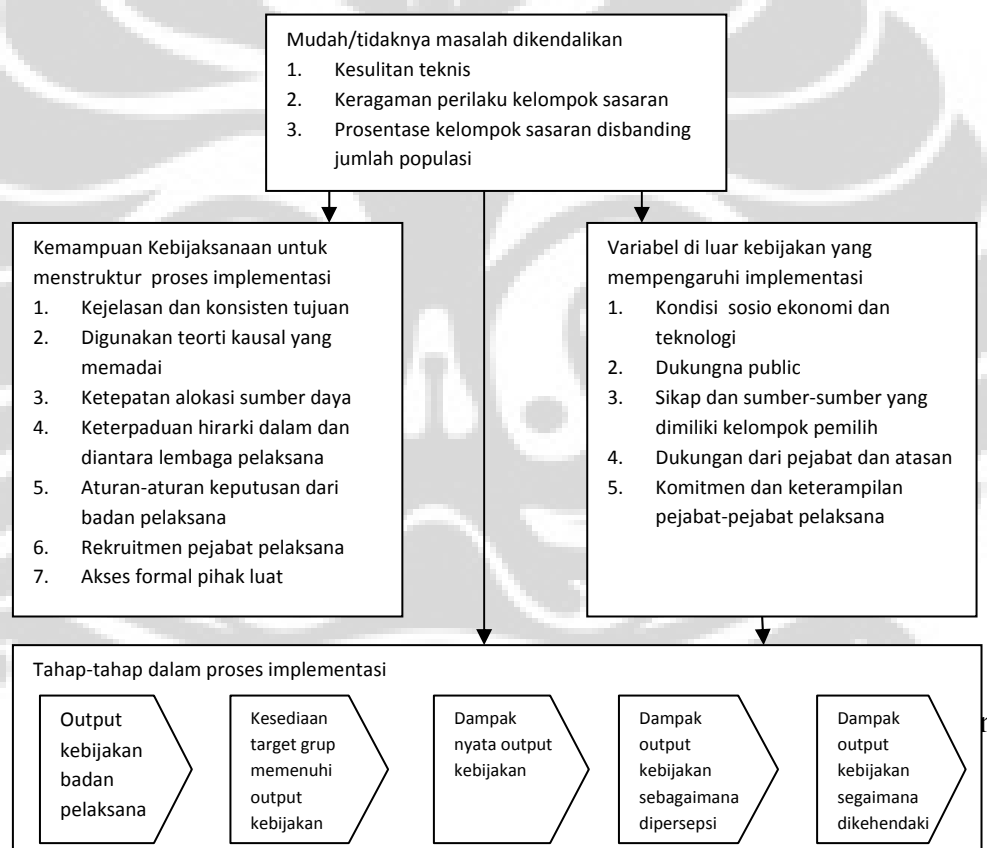 Mudah/tidaknya masalah dikendalikan
1. Kesulitan teknis
2. Keragaman perilaku kelompok sasaran
3. Prosentase kelompok sasaran disbanding
jumlah populasi
Kemampuan Kebijaksanaan untuk
menstruktur proses implementasi
1. Kejelasan dan konsisten tujuan
2. Digunakan teorti kausal yang
memadai
3. Ketepatan alokasi sumber daya
4. Keterpaduan hirarki dalam dan
diantara lembaga pelaksana
5. Aturan-aturan keputusan dari
badan pelaksana
6. Rekruitmen pejabat pelaksana
7. Akses formal pihak luat
Variabel di luar kebijakan yang
mempengaruhi implementasi
1. Kondisi sosio ekonomi dan
teknologi
2. Dukungna public
3. Sikap dan sumber-sumber yang
dimiliki kelompok pemilih
4. Dukungan dari pejabat dan atasan
5. Komitmen dan keterampilan
pejabat-pejabat pelaksana
Tahap-tahap dalam proses implementasi
Output
kebijakan
badan
pelaksana
Kesediaan
target grup
memenuhi
output
kebijakan
Dampak
nyata output
kebijakan
Dampak
output
kebijakan
sebagaimana
dipersepsi
Dampak
output
kebijakan
segaimana
dikehendaki